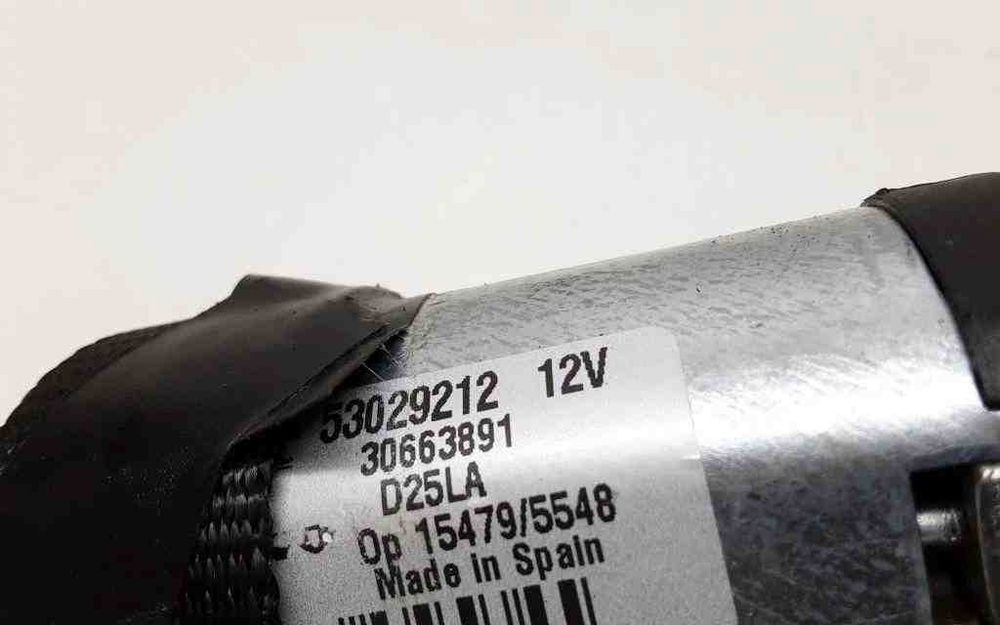 53029212 12V
30663891
D25LA
Op 15479/5548
Made in Spain